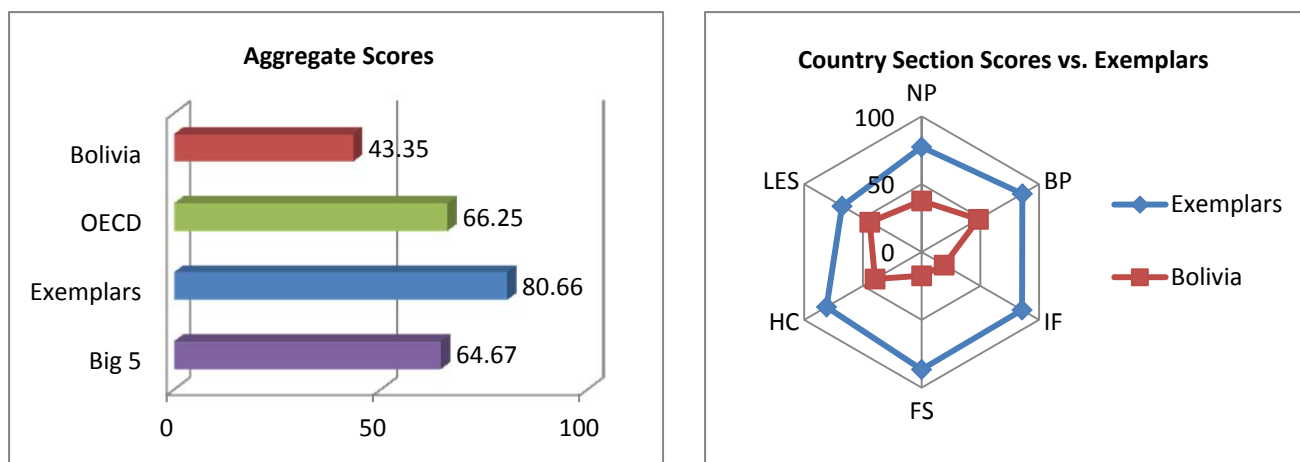 Aggregate Scores
Bolivia
43.35
OECD
66.25
Exemplars
80.66
Big 5
64.67
0
50
100
Country Section Scores vs. Exemplars
NP
100
LES
BP
50
0
HC
IF
FS
Exemplars
Bolivia